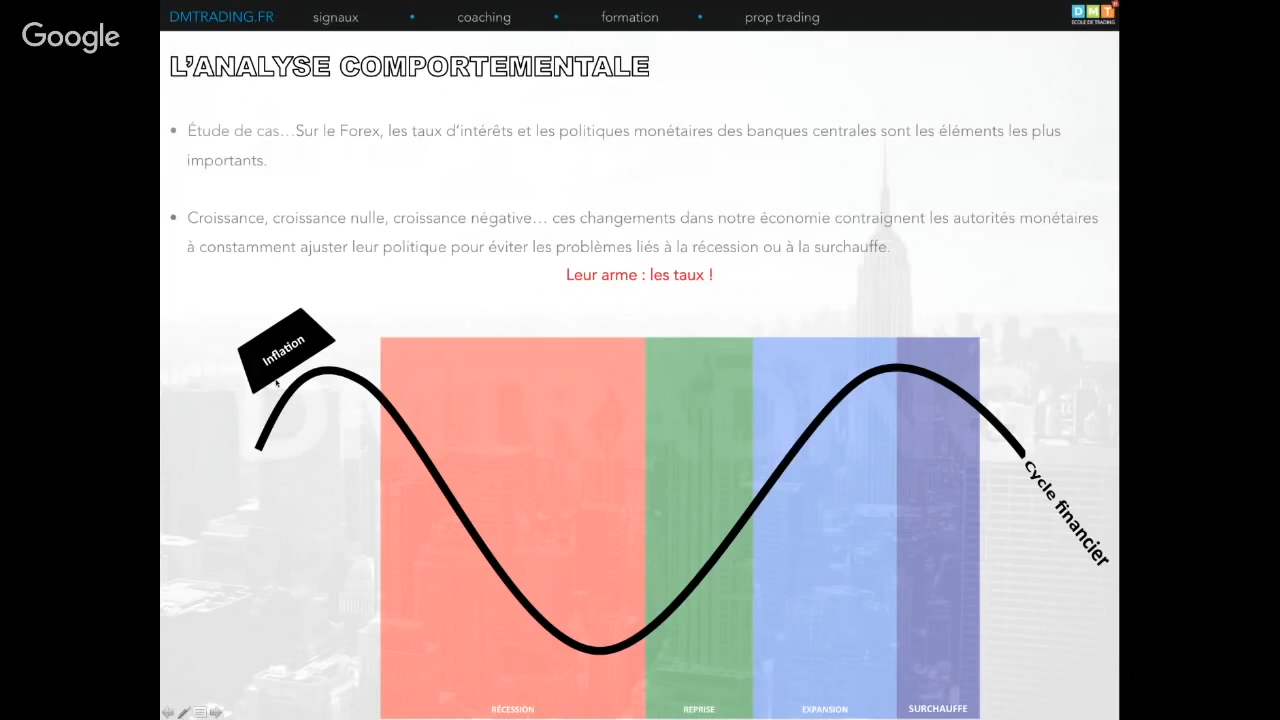 Google
DMTRADING.FR signaux • coaching • formation • prop trading
DMT
ECOLE DE TRADING
L'ANALYSE COMPORTEMENTALE
• Étude de cas…Sur le Forex, les taux d'intérêts et les politiques monétaires des banques centrales sont les éléments les plus
importants.
• Croissance, croissance nulle, croissance négative… ces changements dans notre économie contraignent les autorités monétaires
à constamment ajuster leur politique pour éviter les problèmes liés à la récession ou à la surchauffe.
Leur arme : les taux !
Inflation
DMTRADING
Cycle financier
RÉCESSION
REPRISE
EXPANSION
SURCHAUFFE